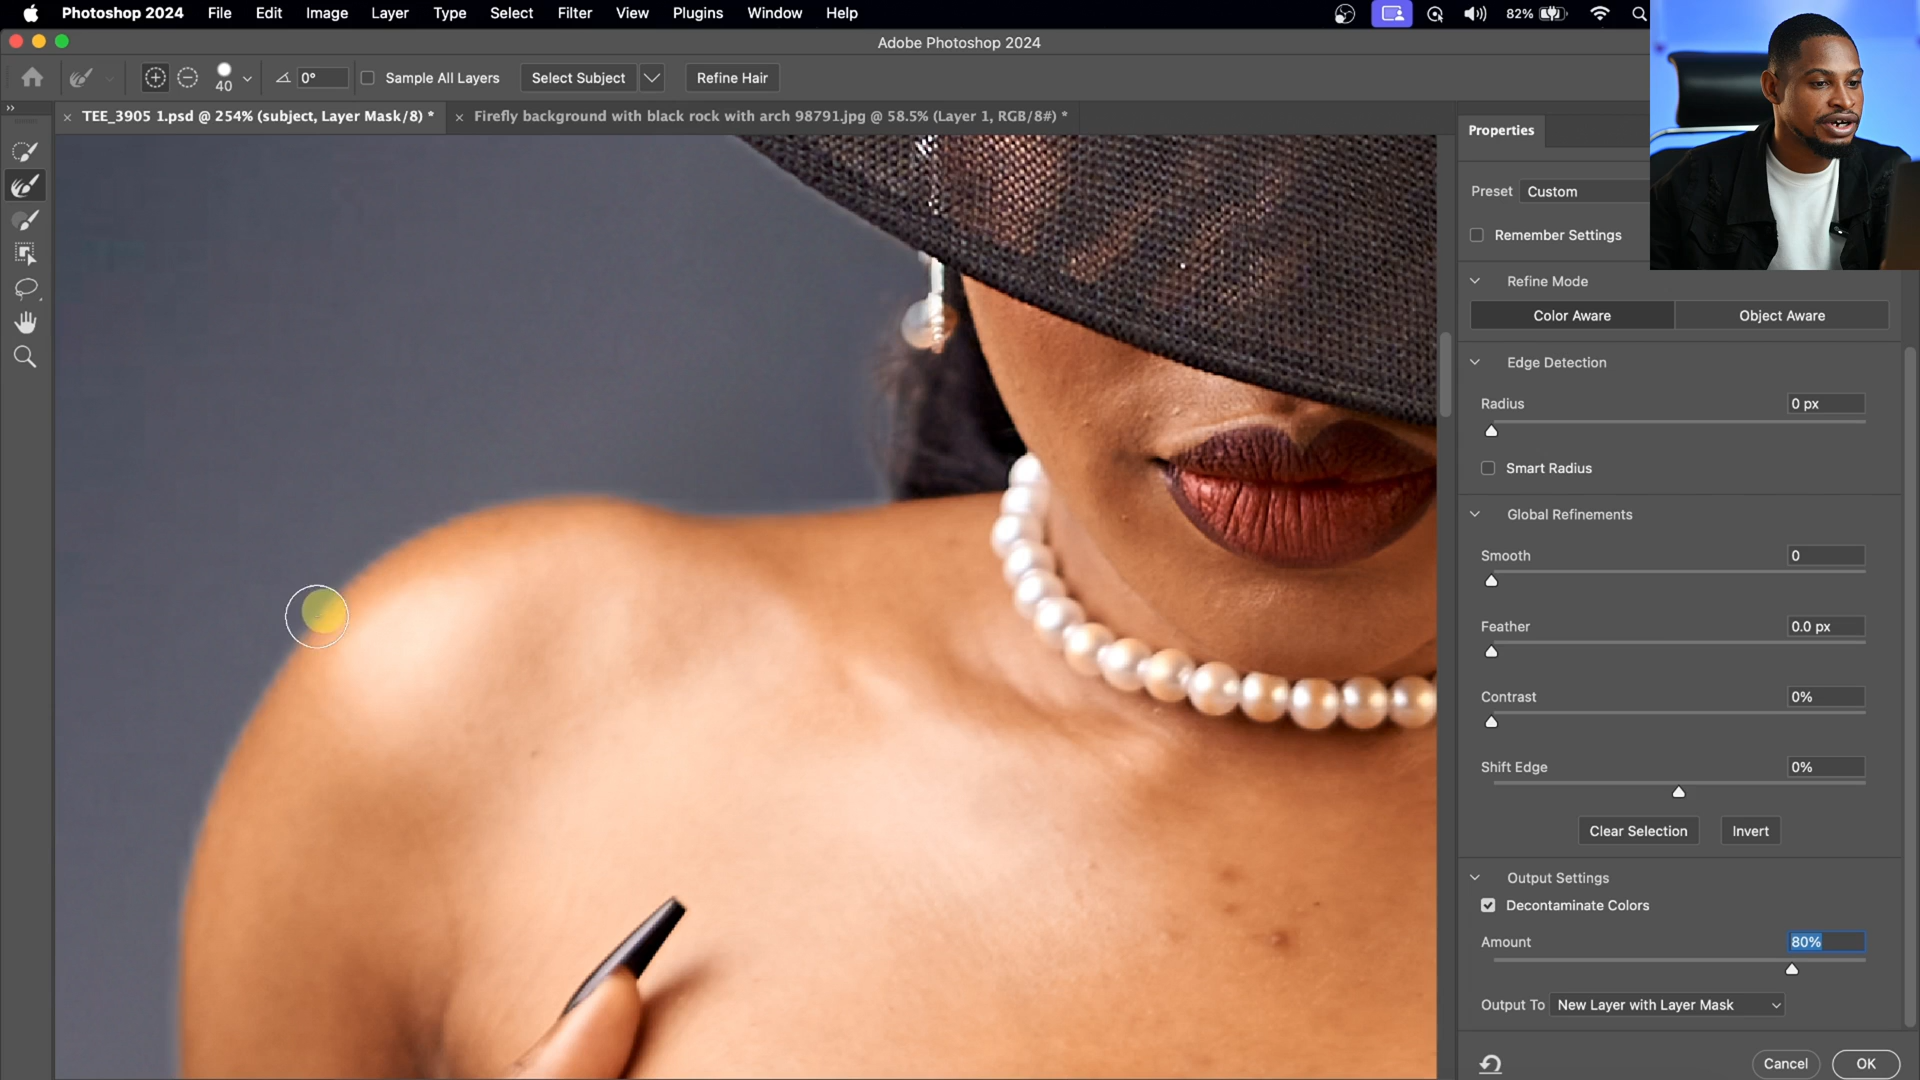 Photoshop 2024 File Edit Image Layer Type Select Filter View Plugins Window Help 82%
Adobe Photoshop 2024
40 0° Sample All Layers Select Subject Refine Hair
TEE_3905 1.psd @ 254% (subject, Layer Mask/8) * Firefly background with black rock with arch 98791.jpg @ 58.5% (Layer 1, RGB/8#) *
Properties
Preset Custom
Remember Settings
Refine Mode
Color Aware Object Aware
Edge Detection
Radius 0 px
Smart Radius
Global Refinements
Smooth 0
Feather 0.0 px
Contrast 0%
Shift Edge 0%
Clear Selection Invert
Output Settings
Decontaminate Colors
Amount 80%
Output To New Layer with Layer Mask
Cancel OK